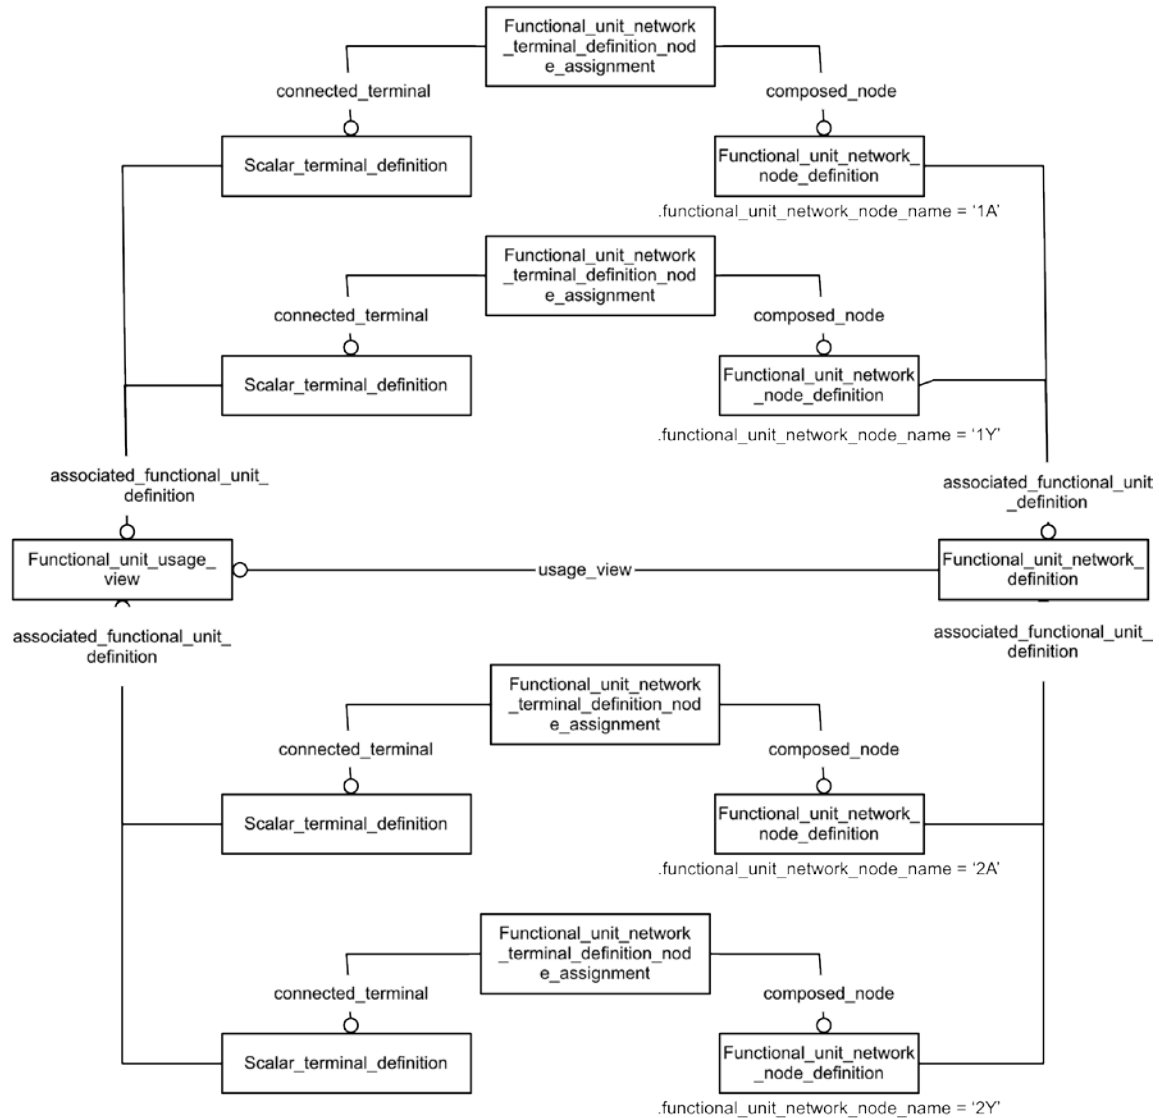 Functional_unit_network
_terminal_definition_nod
e_assignment
connected_terminal
composed_node
Scalar_terminal_definition
Functional_unit_network_
node_definition
.functional_unit_network_node_name = ‘1A’
Functional_unit_network
_terminal_definition_nod
e_assignment
connected_terminal
composed_node
Scalar_terminal_definition
Functional_unit_network
_node_definition
.functional_unit_network_node_name = ‘1Y’
associated_functional_unit_
definition
associated_functional_unit
_definition
Functional_unit_usage_
view
usage_view
Functional_unit_network_
definition
associated_functional_unit_
definition
associated_functional_unit_
definition
Functional_unit_network
_terminal_definition_nod
e_assignment
connected_terminal
composed_node
Scalar_terminal_definition
Functional_unit_network_
node_definition
.functional_unit_network_node_name = ‘2A’
Functional_unit_network
_terminal_definition_nod
e_assignment
connected_terminal
composed_node
Scalar_terminal_definition
Functional_unit_network
_node_definition
.functional_unit_network_node_name = ‘2Y’